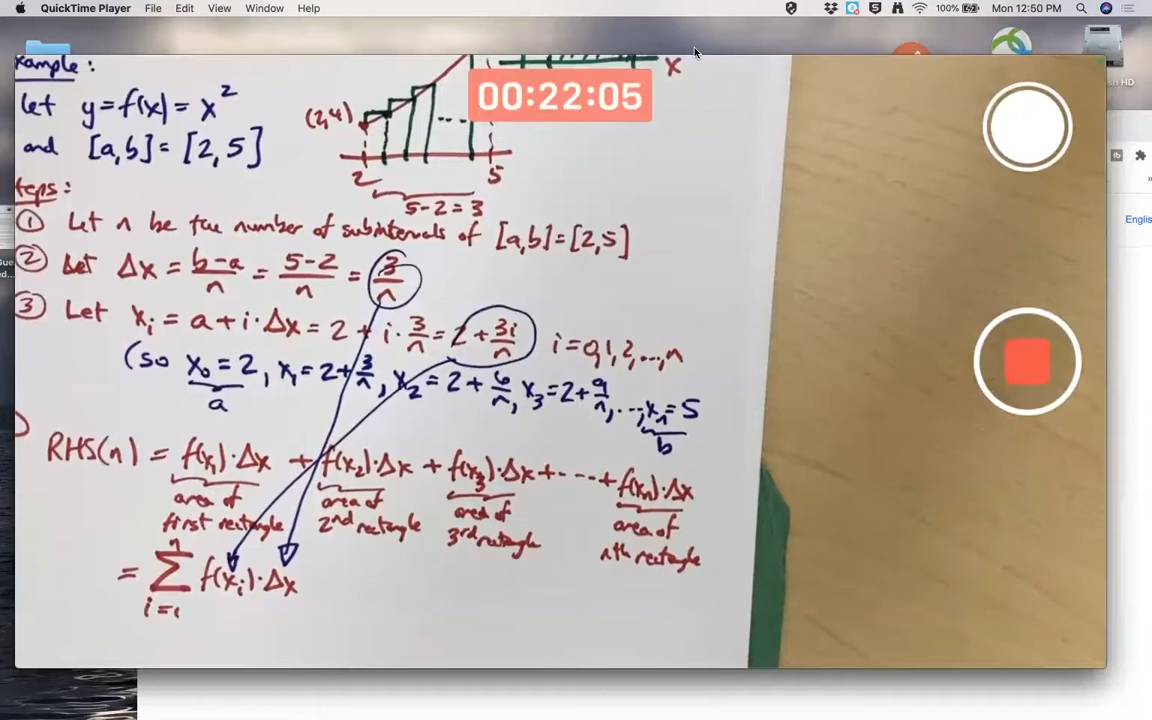 QuickTime Player File Edit View Window Help 100% Mon 12:50 PM
00:22:05
HD
Englis
xample:
let y=f(x)=x²
and [a,b]=[2,5]
(2,4)
x
2 5
5-2=3
teps:
① Let n be the number of subintervals of [a,b]=[2,5]
② Let Δx = b-a/n = 5-2/n = 3/n
③ Let xᵢ = a+i·Δx = 2+i·3/n = 2+3i/n i=0,1,2,...,n
(so x₀=2, x₁=2+3/n, x₂=2+6/n, x₃=2+9/n, ..., xₙ=5
a b
RHS(n) = f(x₁)·Δx + f(x₂)·Δx + f(x₃)·Δx + ··· + f(xₙ)·Δx
area of first rectangle
area of 2nd rectangle
area of 3rd rectangle
area of nth rectangle
= n Σ i=1 f(xᵢ)·Δx